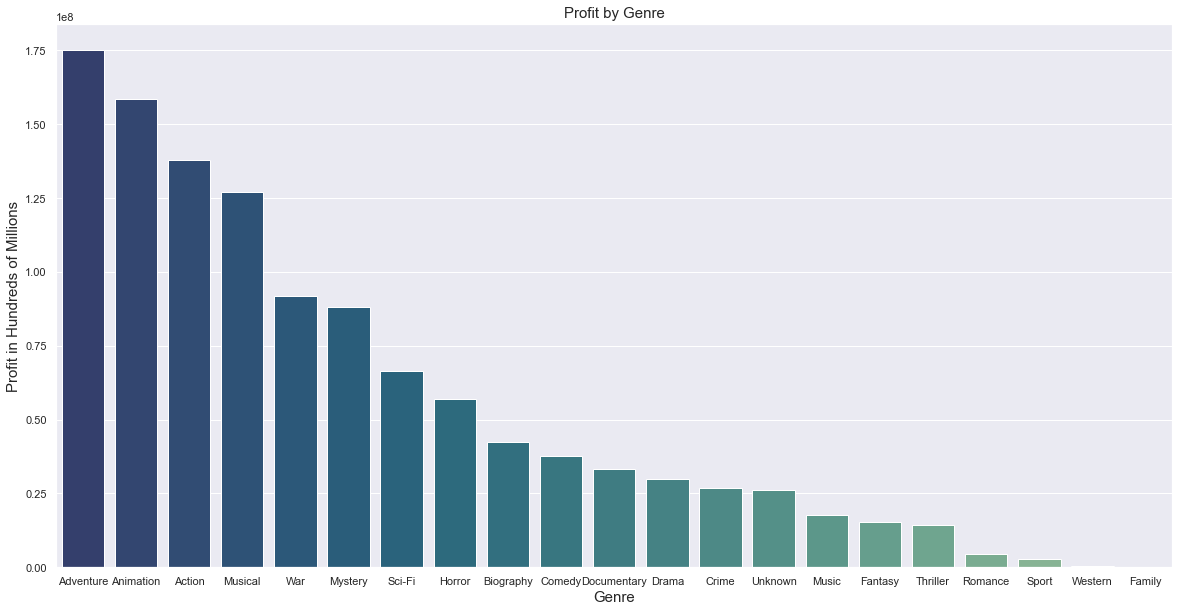 Profit by Genre
1e8
1.75
1.50
1.25
1.00
0.75
0.50
0.25
0.00
Profit in Hundreds of Millions
Adventure Animation Action Musical War Mystery Sci-Fi Horror Biography Comedy Documentary Drama Crime Unknown Music Fantasy Thriller Romance Sport Western Family
Genre